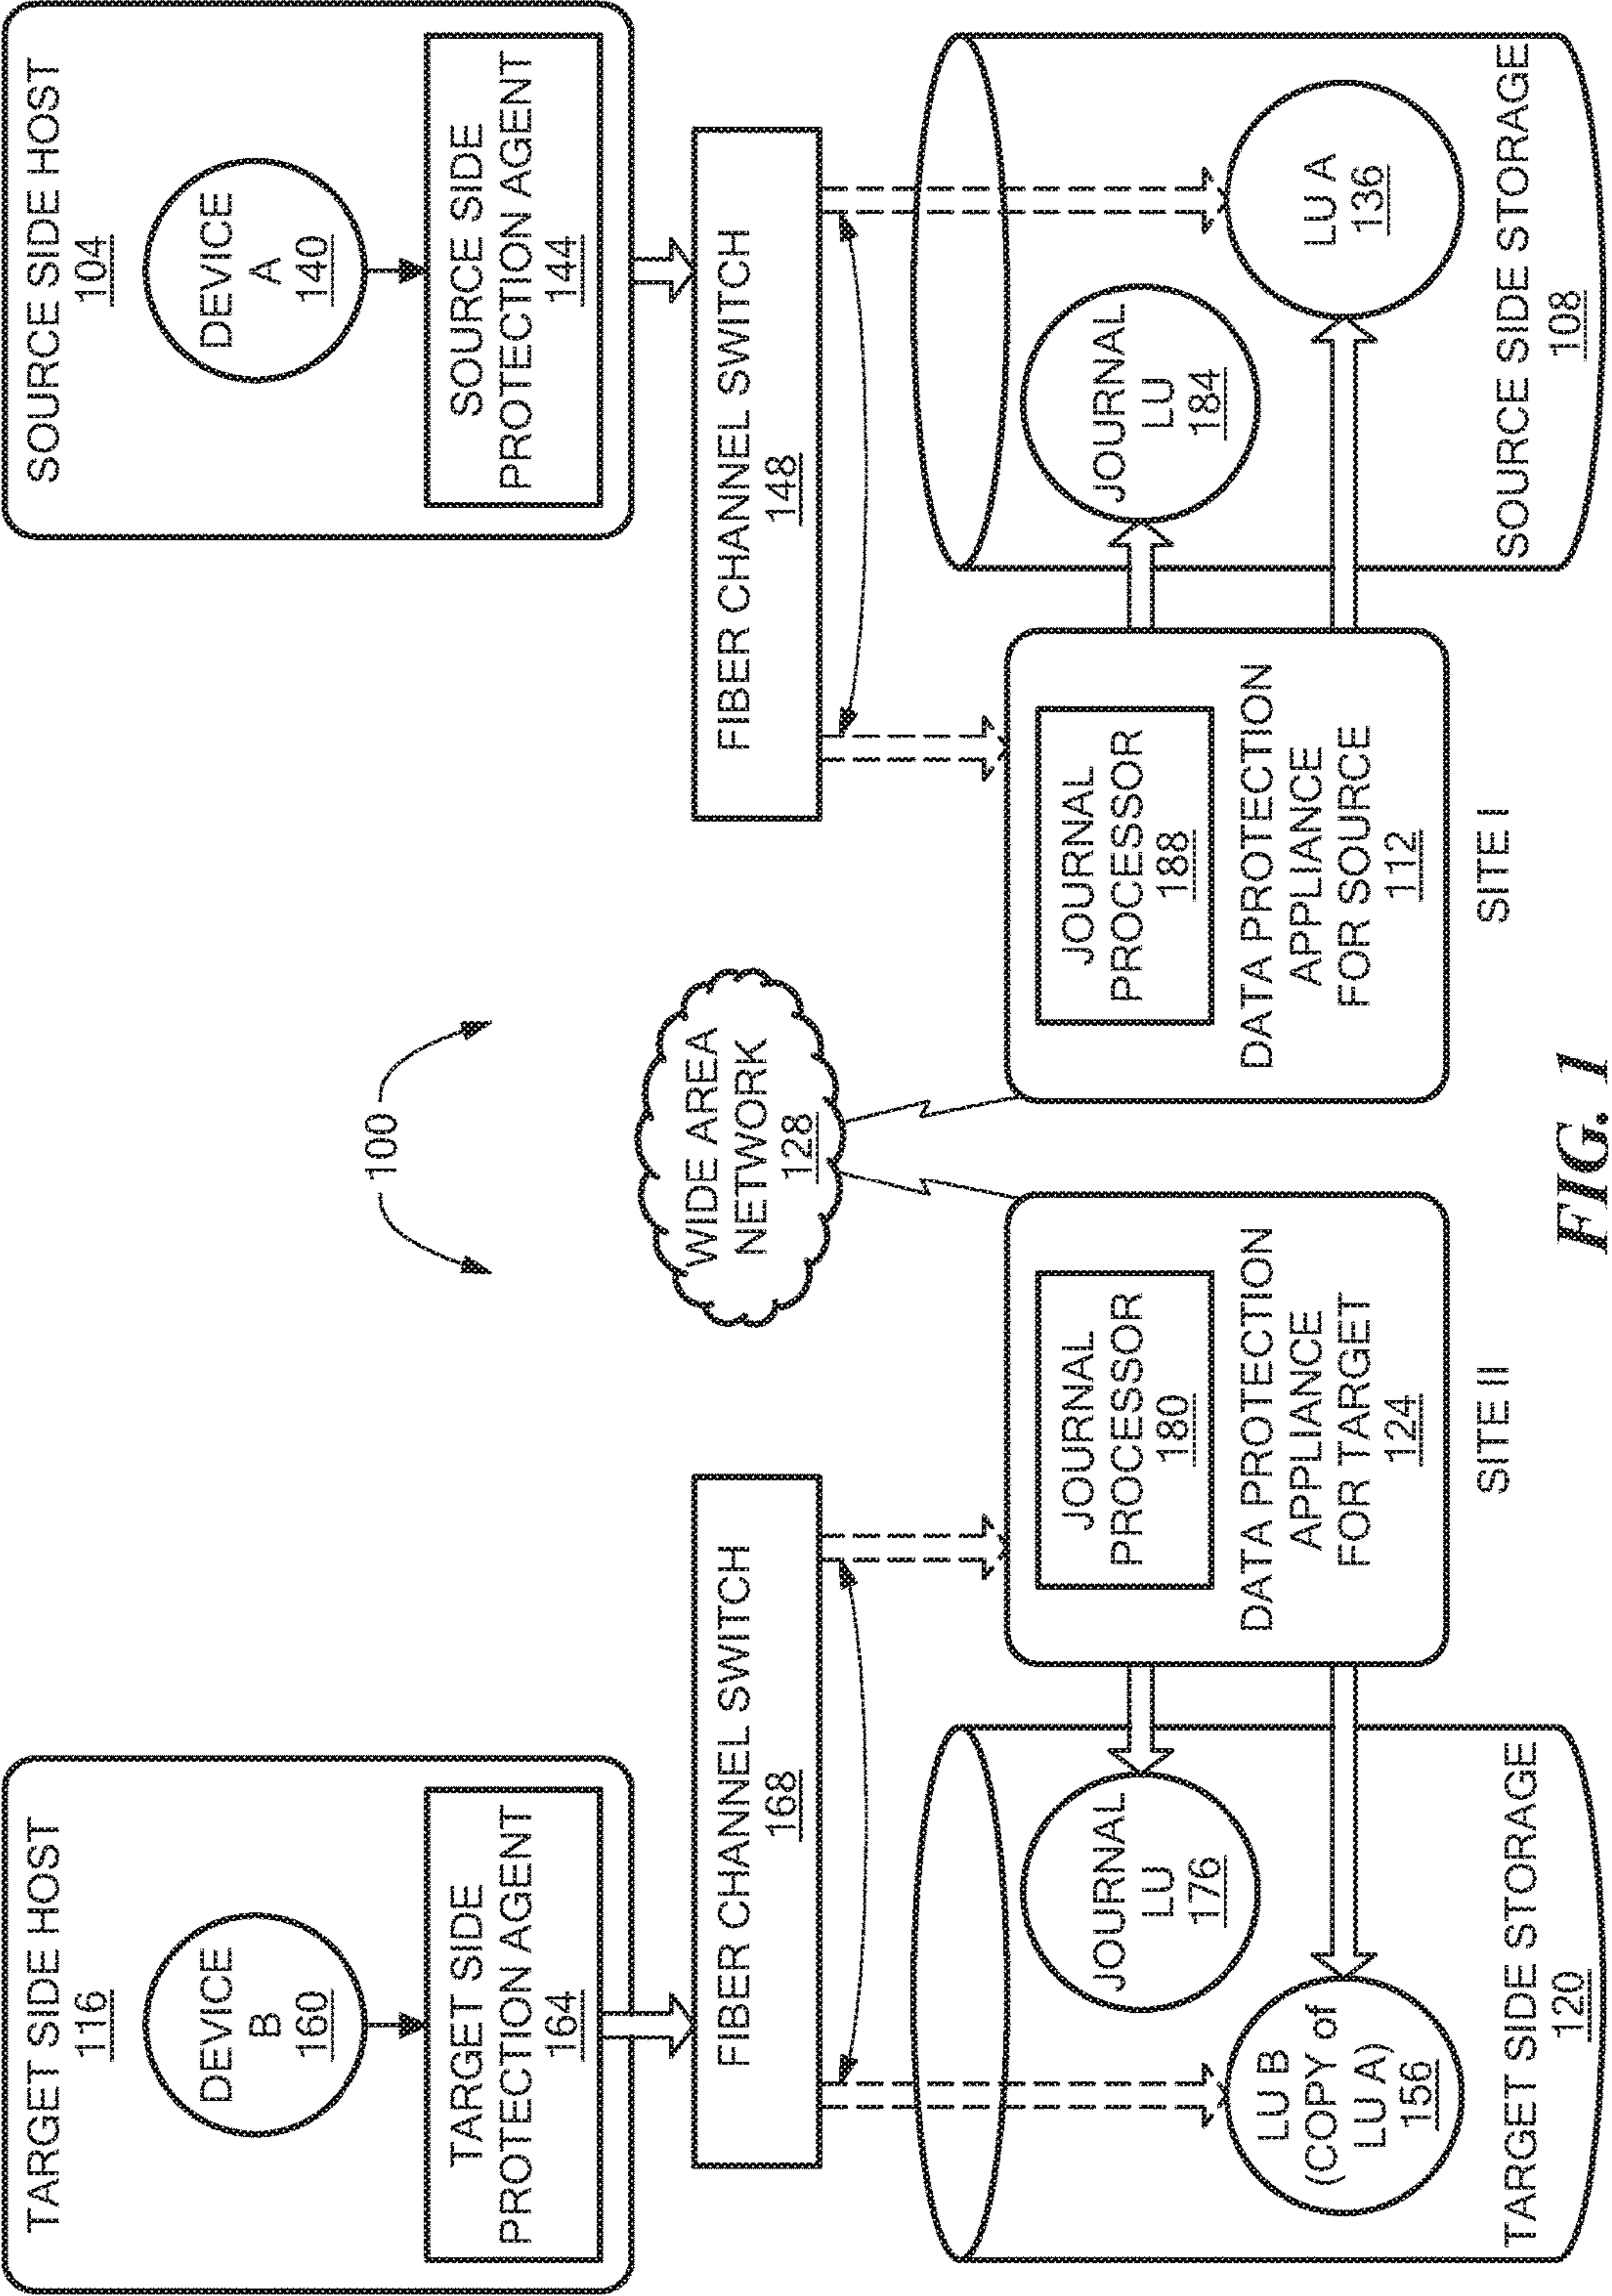 100
TARGET SIDE HOST
116
DEVICE
B
160
TARGET SIDE
PROTECTION AGENT
164
SOURCE SIDE HOST
104
DEVICE
A
140
SOURCE SIDE
PROTECTION AGENT
144
FIBER CHANNEL SWITCH
168
WIDE AREA
NETWORK
128
FIBER CHANNEL SWITCH
148
JOURNAL
LU
176
LU B
(COPY of
LU A)
156
TARGET SIDE STORAGE
120
JOURNAL
PROCESSOR
180
DATA PROTECTION
APPLIANCE
FOR TARGET
124
SITE II
JOURNAL
PROCESSOR
188
DATA PROTECTION
APPLIANCE
FOR SOURCE
112
SITE I
JOURNAL
LU
184
LU A
136
SOURCE SIDE STORAGE
108
FIG. 1